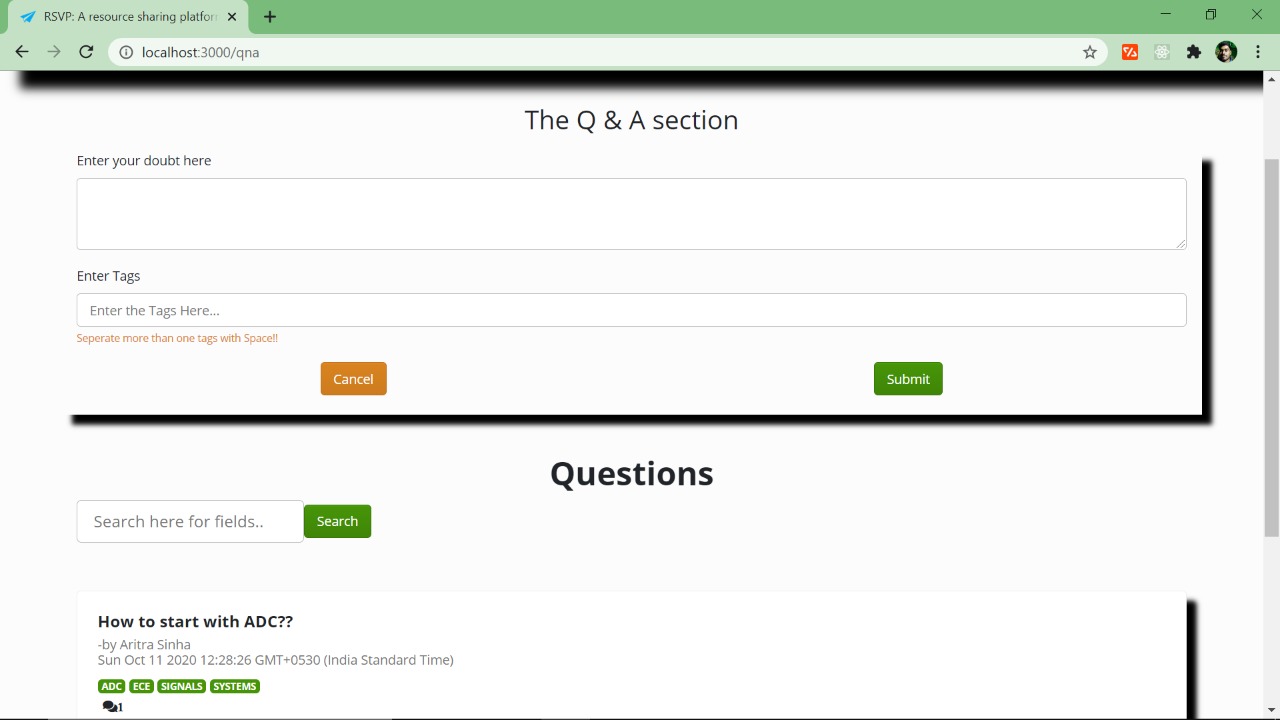 RSVP: A resource sharing platfor
localhost:3000/qna
The Q & A section
Enter your doubt here
Enter Tags
Enter the Tags Here...
Seperate more than one tags with Space!!
Cancel Submit
Questions
Search here for fields.. Search
How to start with ADC??
-by Aritra Sinha
Sun Oct 11 2020 12:28:26 GMT+0530 (India Standard Time)
ADC ECE SIGNALS SYSTEMS
1